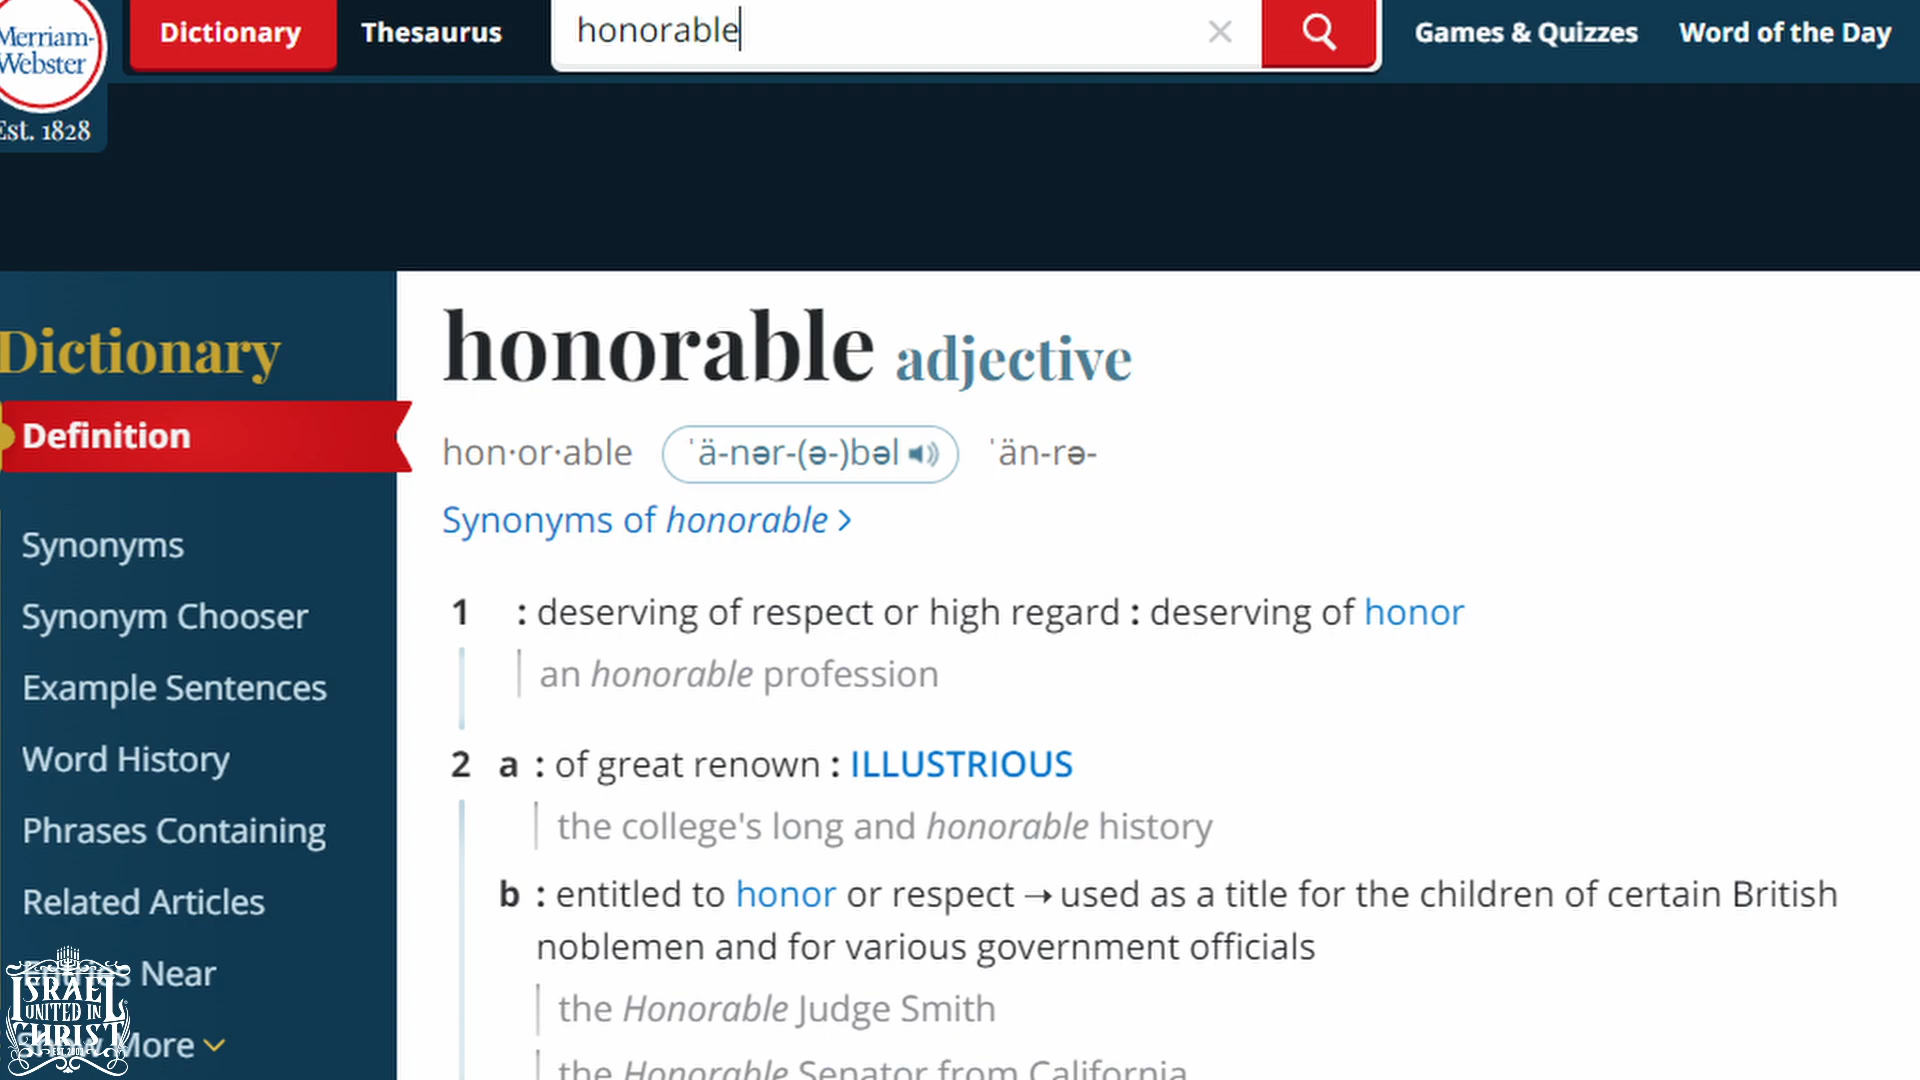 Merriam-
Webster
Est. 1828
Dictionary
Thesaurus
honorable
Games & Quizzes
Word of the Day
Dictionary
Definition
Synonyms
Synonym Chooser
Example Sentences
Word History
Phrases Containing
Related Articles
Entries Near
Show More
honorable adjective
hon·or·able ˈä-nər-(ə-)bəl ˈän-rə-
Synonyms of honorable >
1 : deserving of respect or high regard : deserving of honor
an honorable profession
2 a : of great renown : ILLUSTRIOUS
the college's long and honorable history
b : entitled to honor or respect → used as a title for the children of certain British
noblemen and for various government officials
the Honorable Judge Smith
the Honorable Senator from California
ISRAEL
UNITED IN
CHRIST